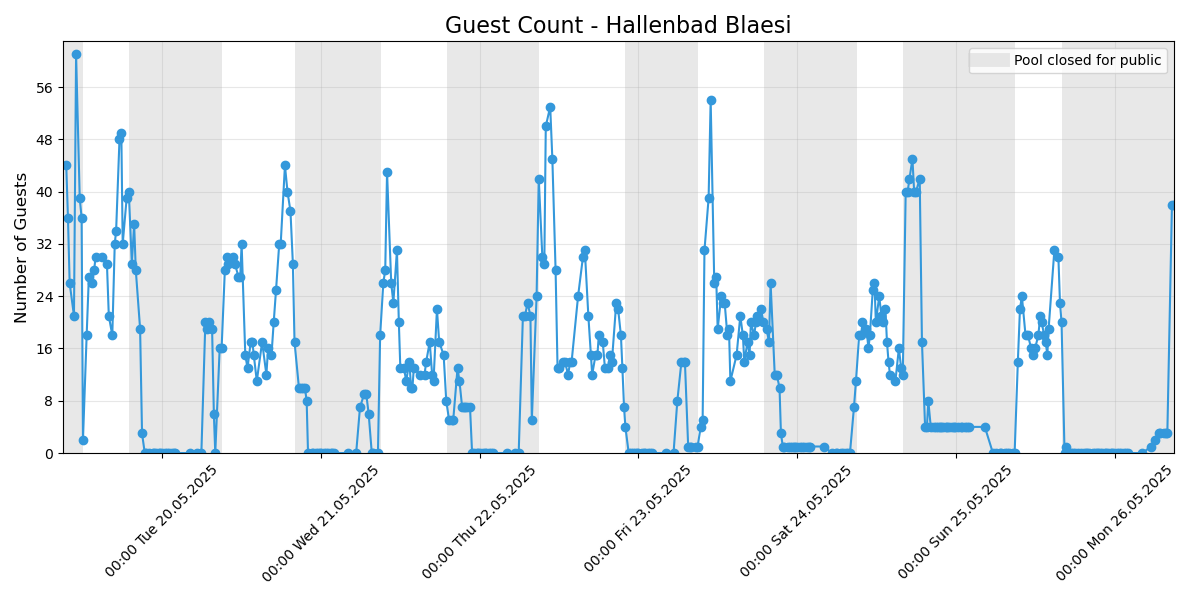 Guest Count - Hallenbad Blaesi
Pool closed for public
Number of Guests
56
48
40
32
24
16
8
0
00:00 Tue 20.05.2025
00:00 Wed 21.05.2025
00:00 Thu 22.05.2025
00:00 Fri 23.05.2025
00:00 Sat 24.05.2025
00:00 Sun 25.05.2025
00:00 Mon 26.05.2025